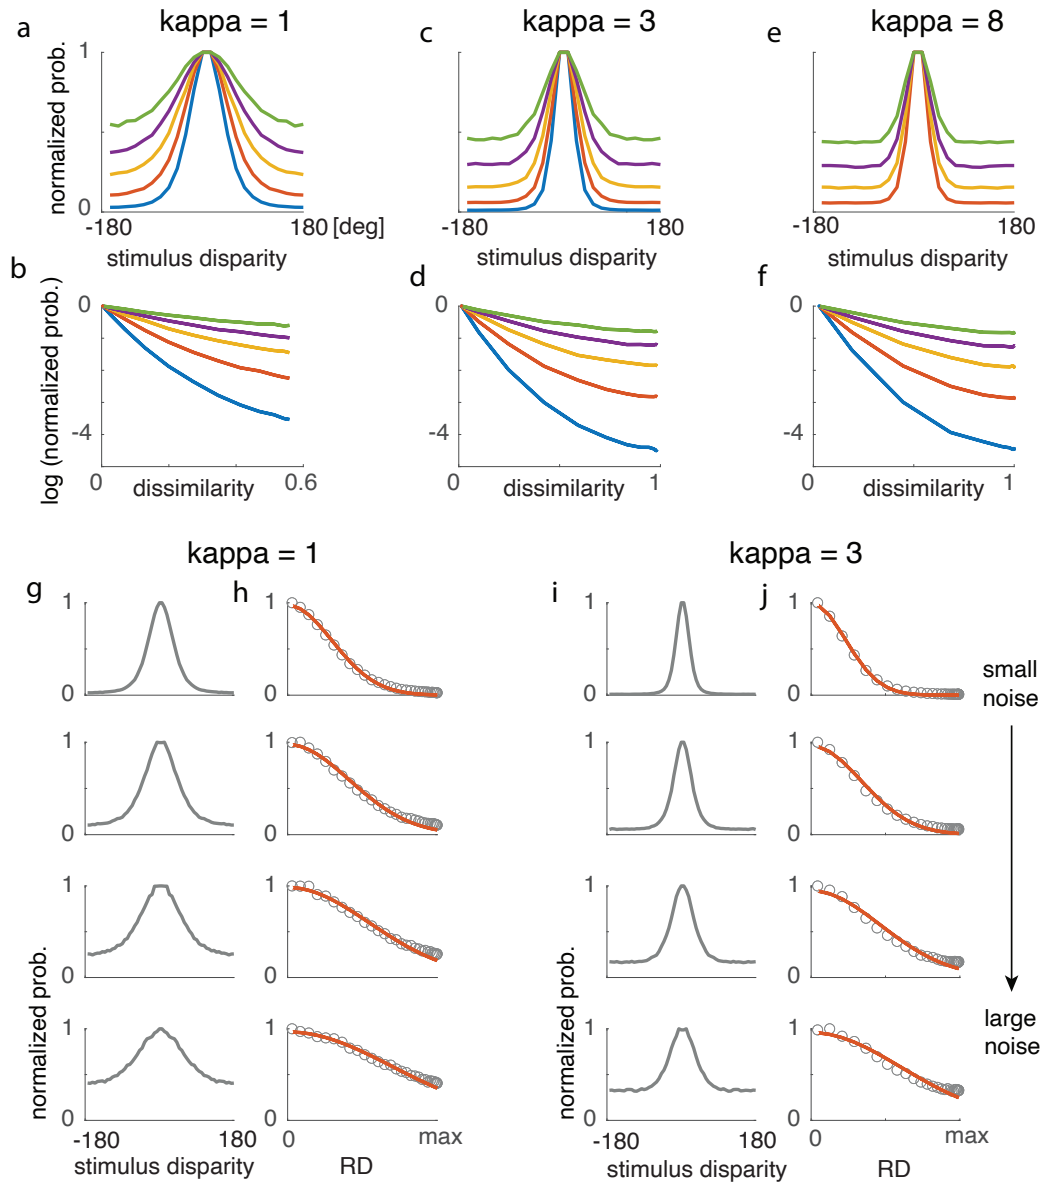 kappa = 1
kappa = 3
kappa = 8
a
c
e
normalized prob.
1
0
-180
180 [deg]
stimulus disparity
-180
180
stimulus disparity
-180
180
stimulus disparity
b
d
f
log (normalized prob.)
0
-4
0
0.6
dissimilarity
0
-4
0
1
dissimilarity
0
-4
0
1
dissimilarity
kappa = 1
kappa = 3
g
h
i
j
1
0
1
0
1
0
1
0
small
noise
1
0
1
0
1
0
1
0
1
0
1
0
1
0
1
0
normalized prob.
normalized prob.
large
noise
1
0
1
0
1
0
1
0
-180
180
stimulus disparity
0
max
RD
-180
180
stimulus disparity
0
max
RD